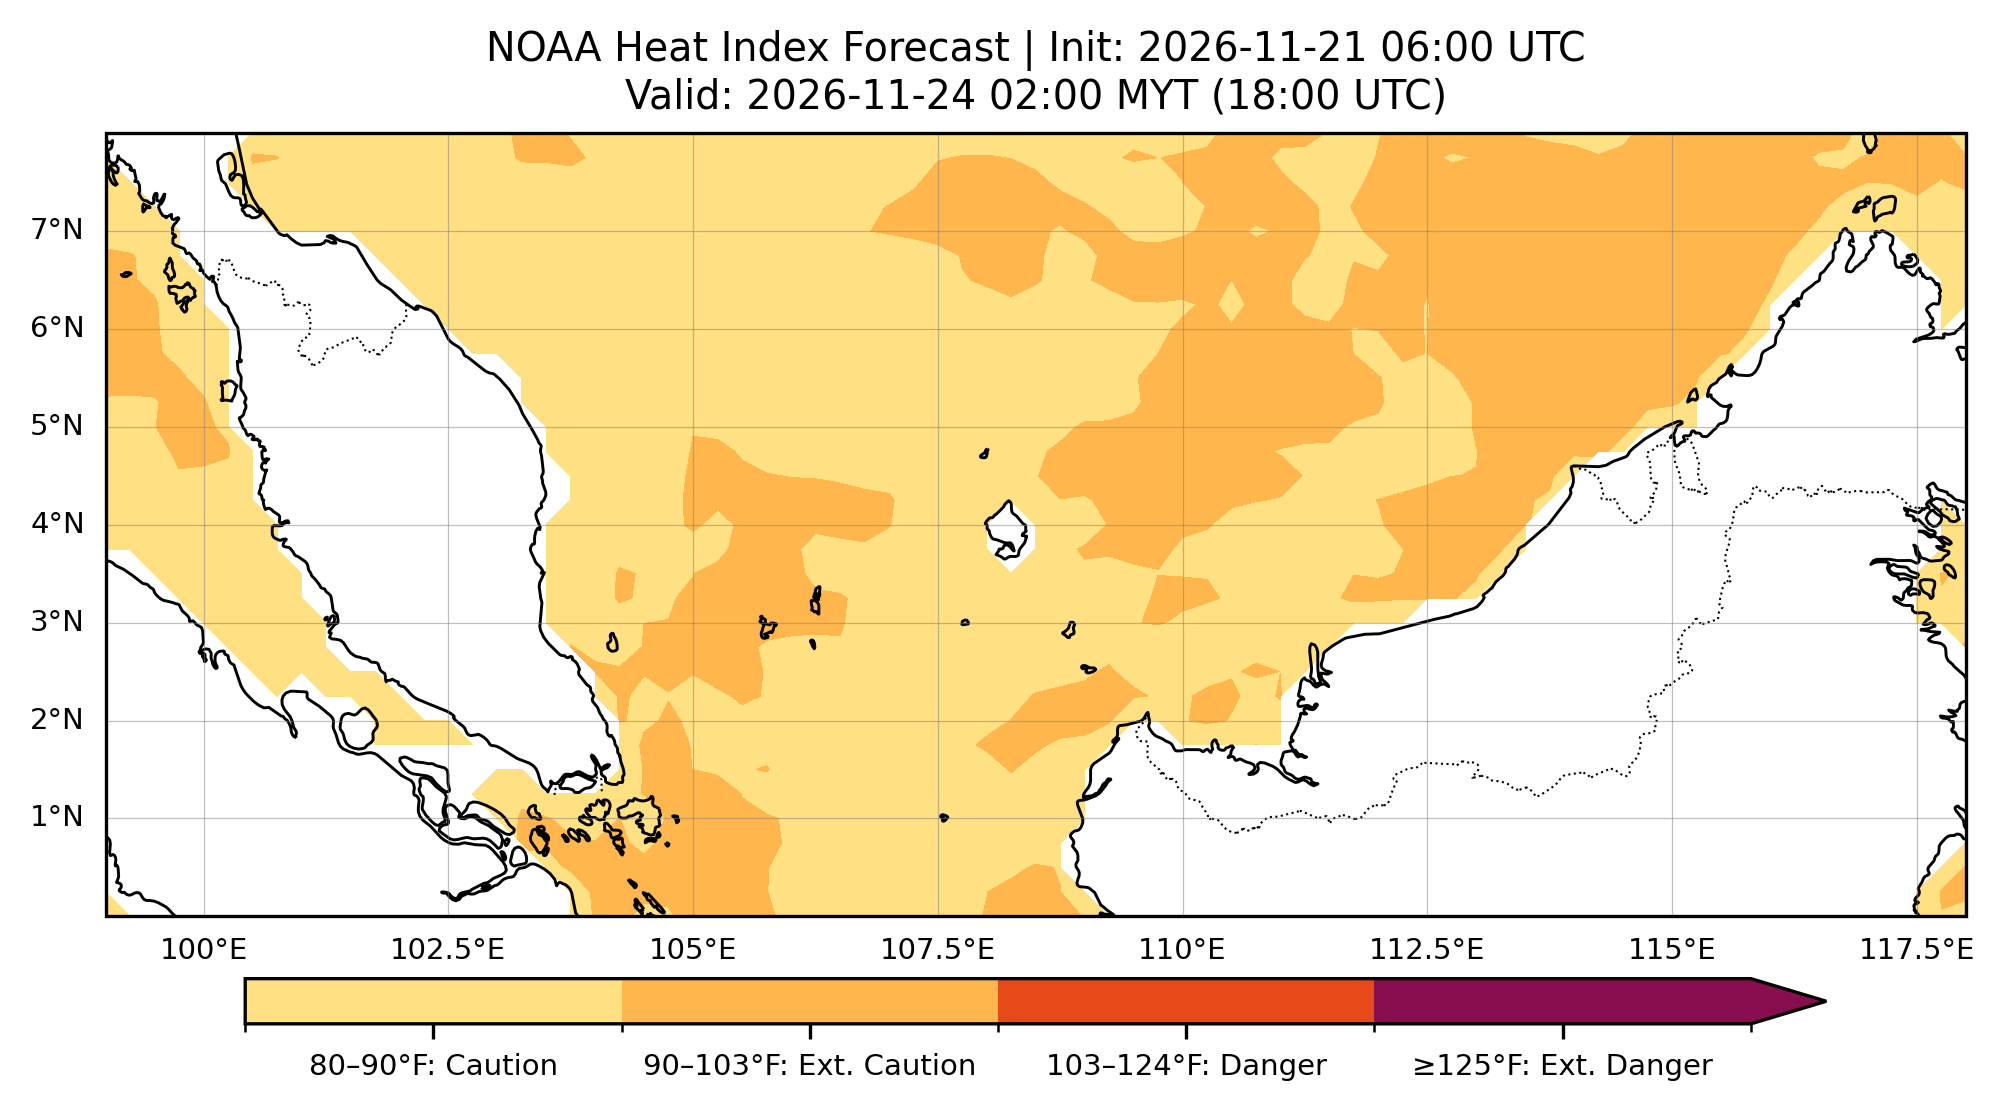 NOAA Heat Index Forecast | Init: 2026-11-21 06:00 UTC
Valid: 2026-11-24 02:00 MYT (18:00 UTC)
7°N
6°N
5°N
4°N
3°N
2°N
1°N
100°E 102.5°E 105°E 107.5°E 110°E 112.5°E 115°E 117.5°E
80–90°F: Caution 90–103°F: Ext. Caution 103–124°F: Danger ≥125°F: Ext. Danger